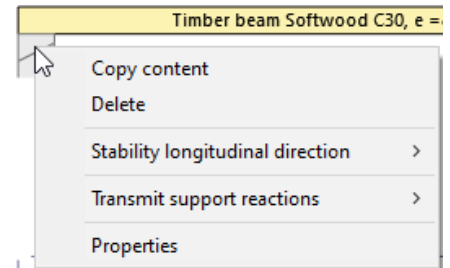 Timber beam Softwood C30, e =
Copy content
Delete
Stability longitudinal direction
Transmit support reactions
Properties